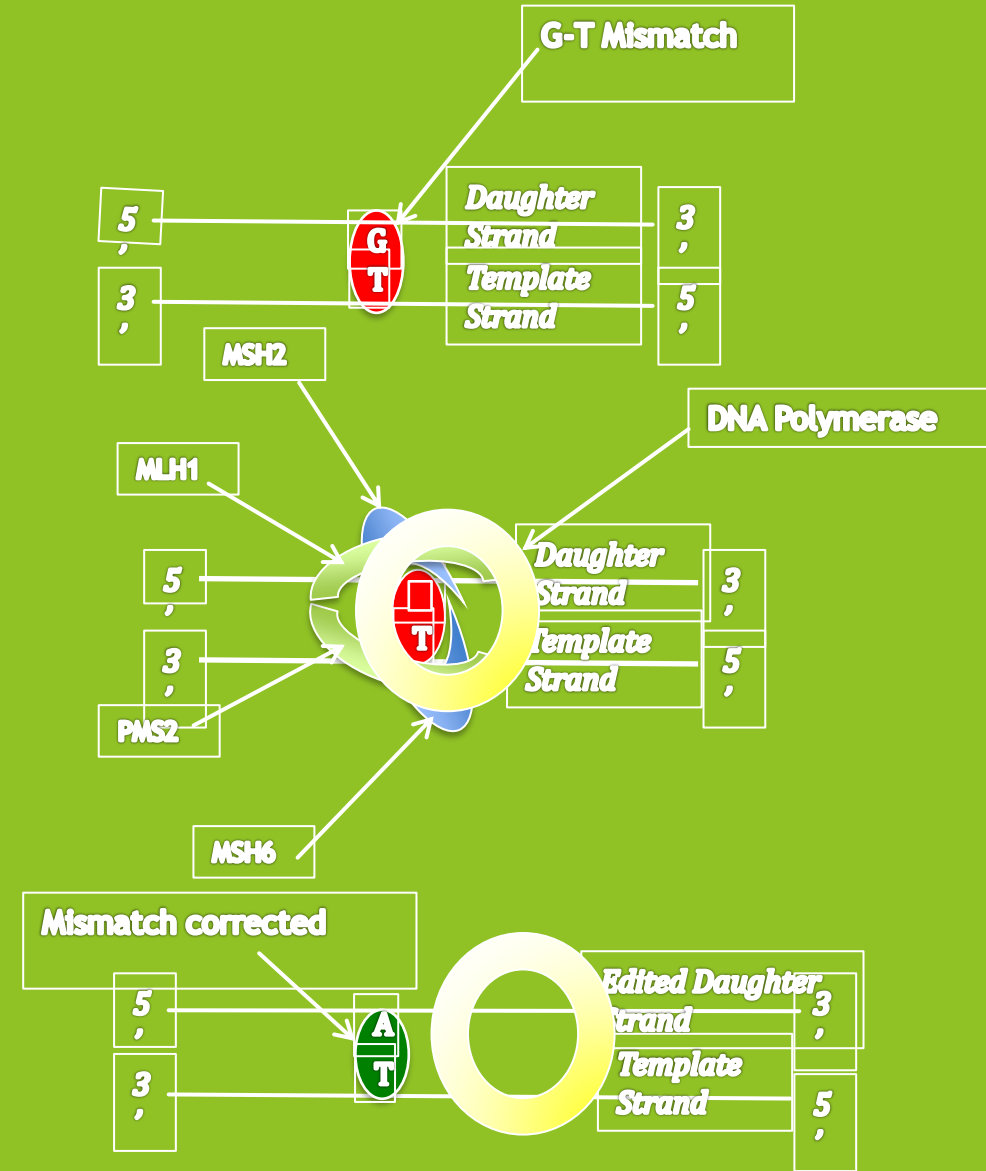 G-T Mismatch
5
,
G
Daughter
Strand
3
,
3
,
T
Template
Strand
5
,
MSH2
DNA Polymerase
MLH1
5
,
Daughter
Strand
3
,
3
,
T
Template
Strand
5
,
PMS2
MSH6
Mismatch corrected
5
,
A
Edited Daughter
Strand
3
,
3
,
T
Template
Strand
5
,